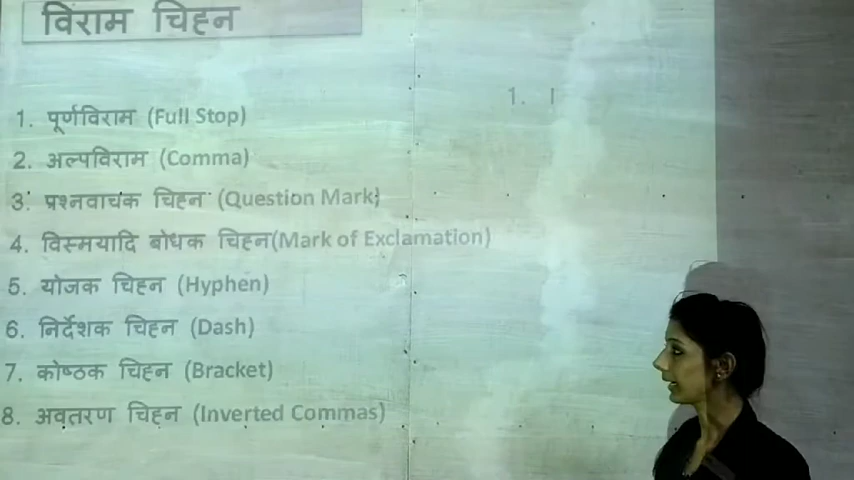 विराम चिह्न
1. पूर्णविराम (Full Stop)
2. अल्पविराम (Comma)
3. प्रश्नवाचक चिह्न (Question Mark)
4. विस्मयादि बोधक चिह्न(Mark of Exclamation)
5. योजक चिह्न (Hyphen)
6. निर्देशक चिह्न (Dash)
7. कोष्ठक चिह्न (Bracket)
8. अवतरण चिह्न (Inverted Commas)
1. ।